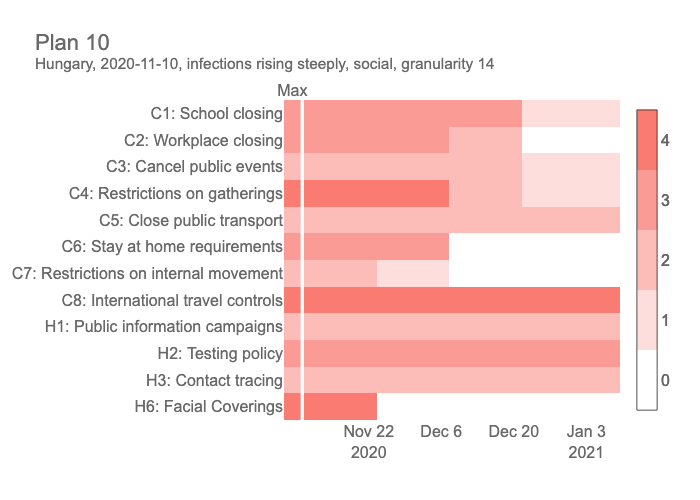 Plan 10
Hungary, 2020-11-10, infections rising steeply, social, granularity 14
Max
C1: School closing
C2: Workplace closing
C3: Cancel public events
C4: Restrictions on gatherings
C5: Close public transport
C6: Stay at home requirements
C7: Restrictions on internal movement
C8: International travel controls
H1: Public information campaigns
H2: Testing policy
H3: Contact tracing
H6: Facial Coverings
Nov 22 Dec 6 Dec 20 Jan 3
2020 2021
4
3
2
1
0